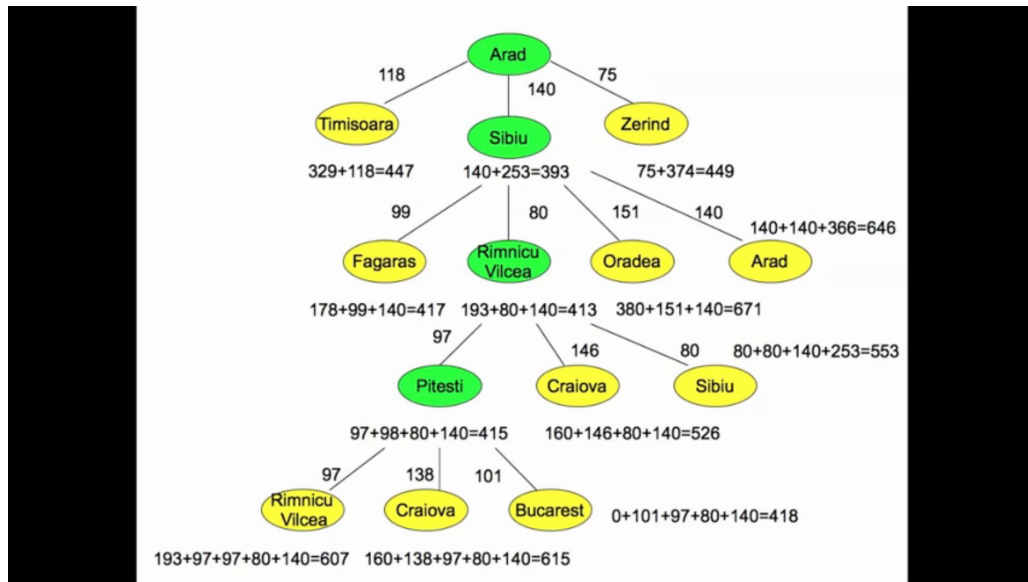 Arad
118
140
75
Timisoara
Sibiu
Zerind
329+118=447
140+253=393
75+374=449
99
80
151
140
140+140+366=646
Fagaras
Rimnicu
Vilcea
Oradea
Arad
178+99+140=417
193+80+140=413
380+151+140=671
97
146
80
80+80+140+253=553
Pitesti
Craiova
Sibiu
97+98+80+140=415
160+146+80+140=526
97
138
101
Rimnicu
Vilcea
Craiova
Bucarest
0+101+97+80+140=418
193+97+97+80+140=607
160+138+97+80+140=615